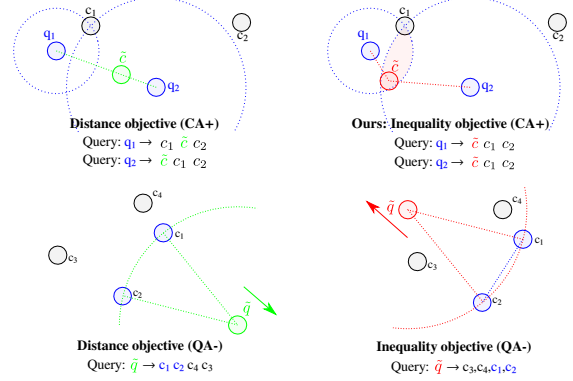 c₁
c₂
q₁
c̃
q₂
Distance objective (CA+)
Query: q₁ → c₁ c̃ c₂
Query: q₂ → c̃ c₁ c₂
c₁
c₂
q₁
c̃
q₂
Ours: Inequality objective (CA+)
Query: q₁ → c̃ c₁ c₂
Query: q₂ → c̃ c₁ c₂
c₄
c₁
c₃
c₂
q̃
Distance objective (QA-)
Query: q̃ → c₁ c₂ c₄ c₃
q̃
c₄
c₁
c₃
c₂
Inequality objective (QA-)
Query: q̃ → c₃,c₄,c₁,c₂